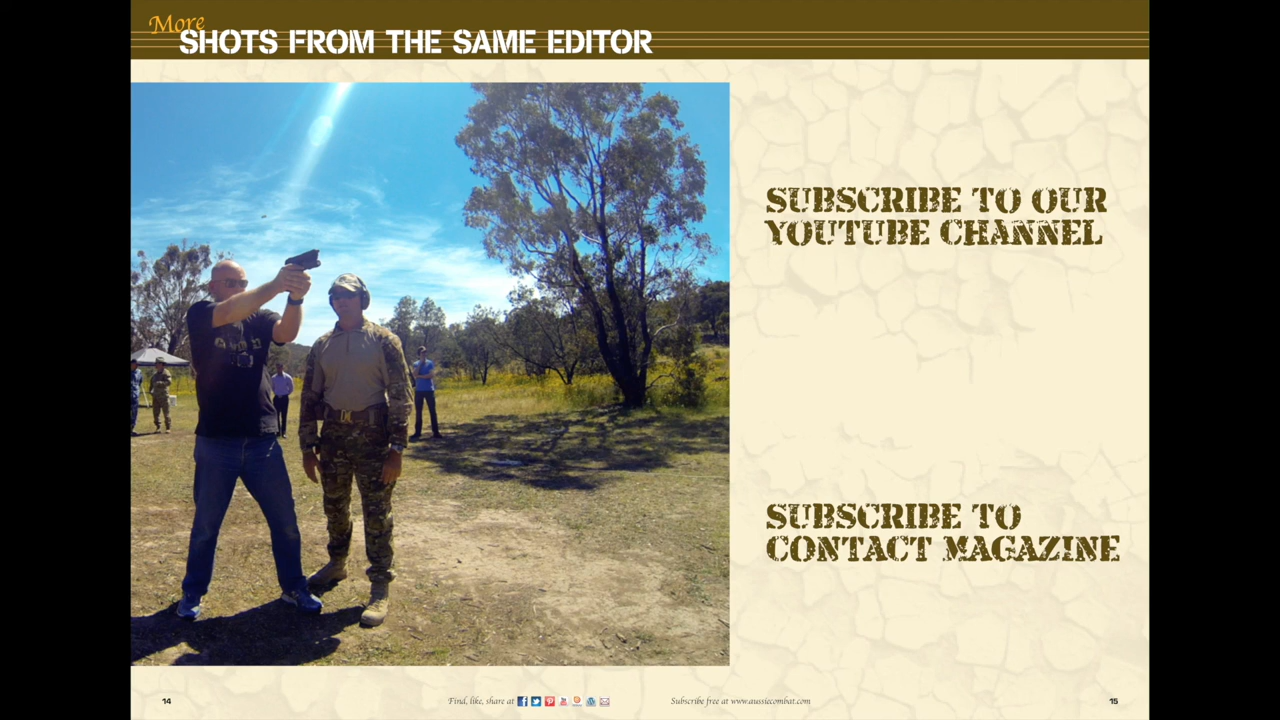 More
SHOTS FROM THE SAME EDITOR
SUBSCRIBE TO OUR
YOUTUBE CHANNEL
SUBSCRIBE TO
CONTACT MAGAZINE
14
Find, like, share at
Subscribe free at www.aussiecombat.com
15